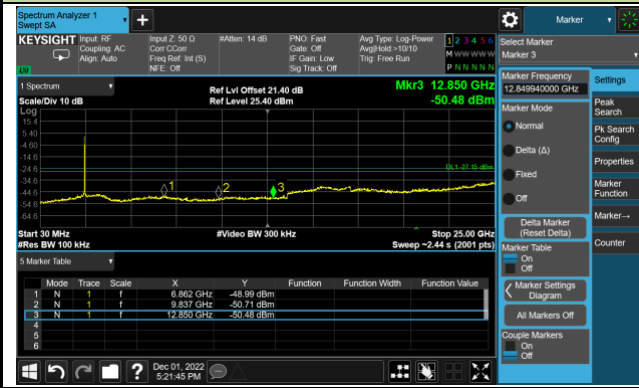 Spectrum Analyzer 1
Swept SA
Marker
KEYSIGHT
Input: RF
Coupling: AC
Align: Auto
Input Z: 50 Ω
Corr CCorr
Freq Ref: Int (S)
NFE: Off
#Atten: 14 dB
PNO: Fast
Gate: Off
IF Gain: Low
Sig Track: Off
Avg Type: Log-Power
Avg|Hold:>10/10
Trig: Free Run
1 2 3 4 5 6
M W W W W W
P N N N N N
Select Marker
Marker 3
1 Spectrum
Scale/Div 10 dB
Log
Ref Lvl Offset 21.40 dB
Ref Level 25.40 dBm
Mkr3 12.850 GHz
-50.48 dBm
15.4
5.40
-4.60
-14.6
-24.6
-34.6
-44.6
-54.6
-64.6
DL1 -27.15 dBm
1
2
3
Start 30 MHz
#Res BW 100 kHz
#Video BW 300 kHz
Stop 25.00 GHz
Sweep ~2.44 s (2001 pts)
5 Marker Table
Mode Trace Scale X Y Function Function Width Function Value
1 N 1 f 6.862 GHz -48.99 dBm
2 N 1 f 9.837 GHz -50.71 dBm
3 N 1 f 12.850 GHz -50.48 dBm
4
5
6
Marker Frequency
12.849940000 GHz
Marker Mode
Normal
Delta (Δ)
Fixed
Off
Delta Marker
(Reset Delta)
Marker Table
On
Off
Marker Settings
Diagram
All Markers Off
Couple Markers
On
Off
Settings
Peak
Search
Pk Search
Config
Properties
Marker
Function
Marker→
Counter
Dec 01, 2022
5:21:45 PM